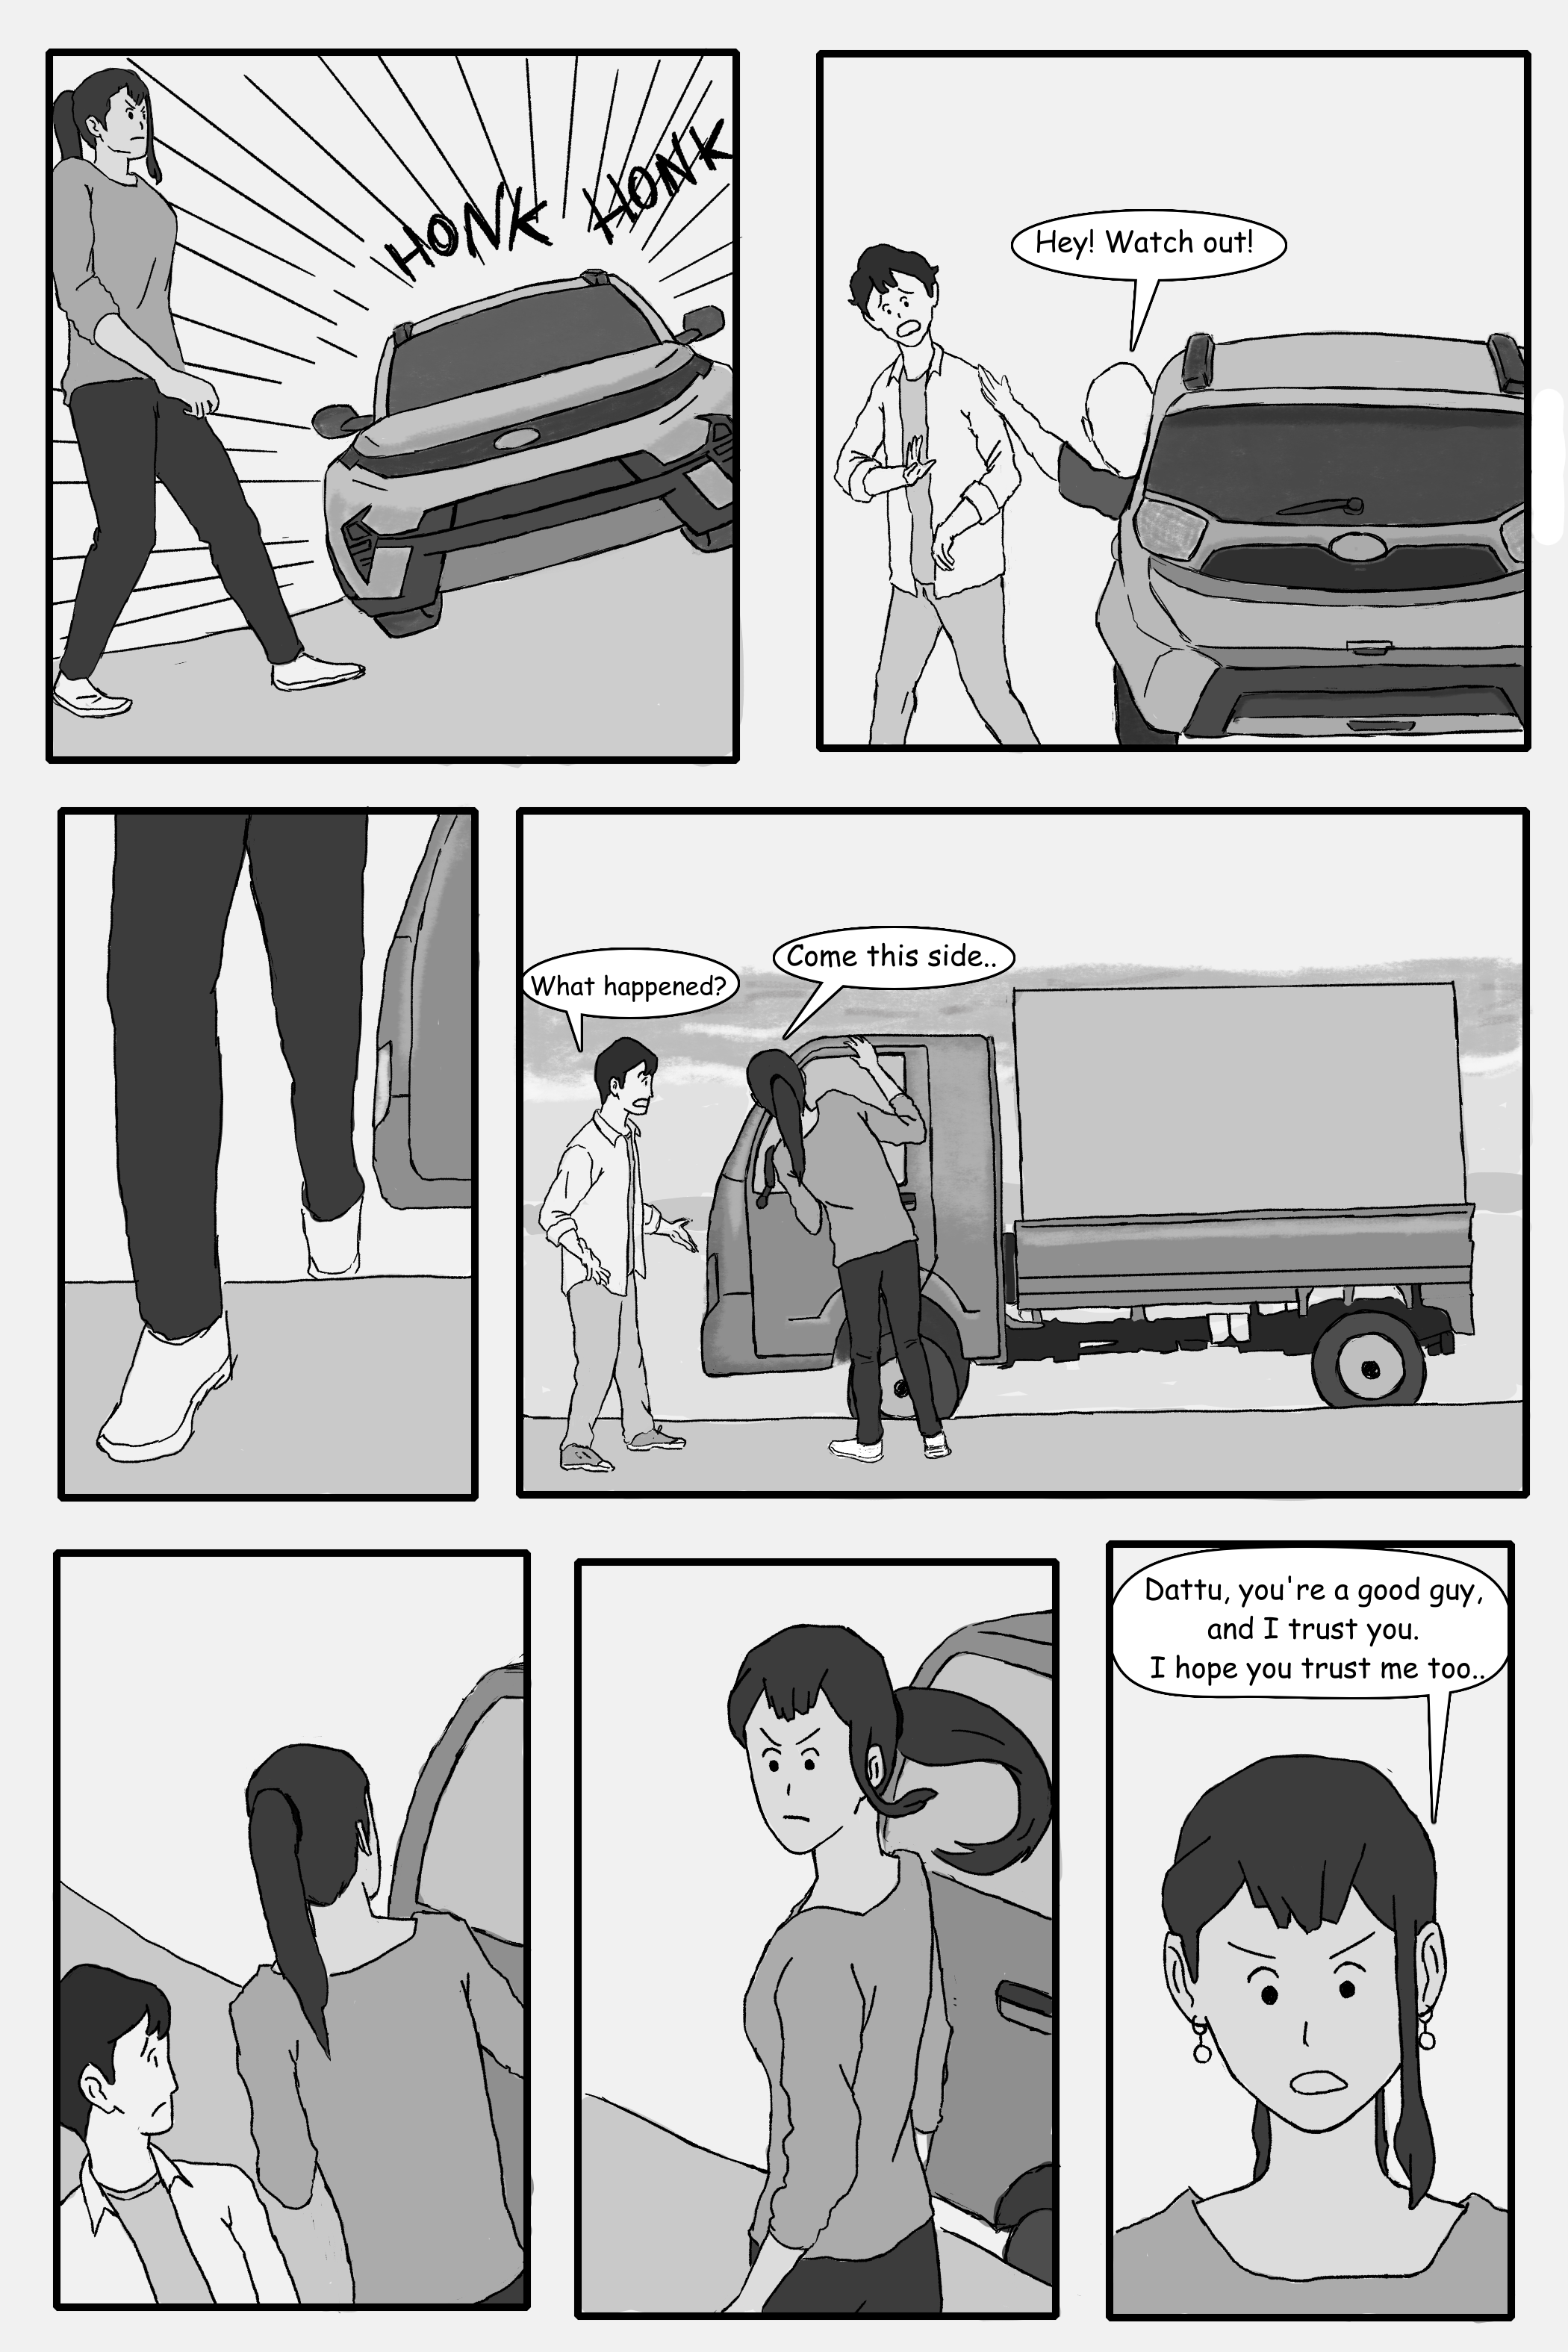 HONK HONK
Hey! Watch out!
What happened?
Come this side..
Dattu, you're a good guy,
and I trust you.
I hope you trust me too..